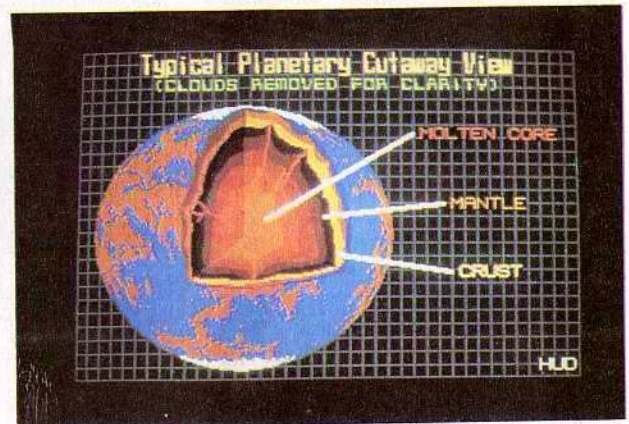 Typical Planetary Cutaway View
(CLOUDS REMOVED FOR CLARITY)
MOLTEN CORE
MANTLE
CRUST
HUD